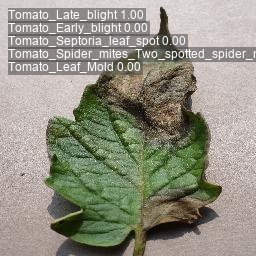 Tomato_Late_blight 1.00
Tomato_Early_blight 0.00
Tomato_Septoria_leaf_spot 0.00
Tomato_Spider_mites_Two_spotted_spider_m
Tomato_Leaf_Mold 0.00